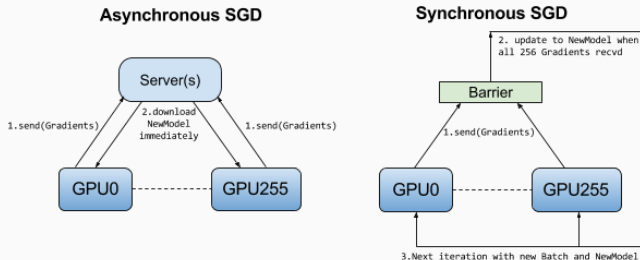 Asynchronous SGD
Server(s)
1.send(Gradients)
2.download
NewModel
immediately
1.send(Gradients)
GPU0
GPU255
Synchronous SGD
2. update to NewModel when
all 256 Gradients recvd
Barrier
1.send(Gradients)
GPU0
GPU255
3.Next iteration with new Batch and NewModel